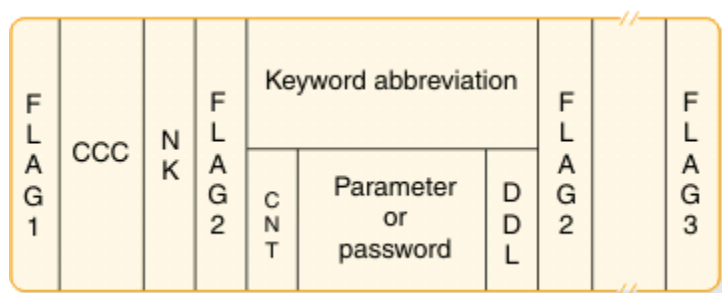 FLAG1
CCC
NK
FLAG2
Keyword abbreviation
CNT
Parameter
or
password
DDL
FLAG2
FLAG3